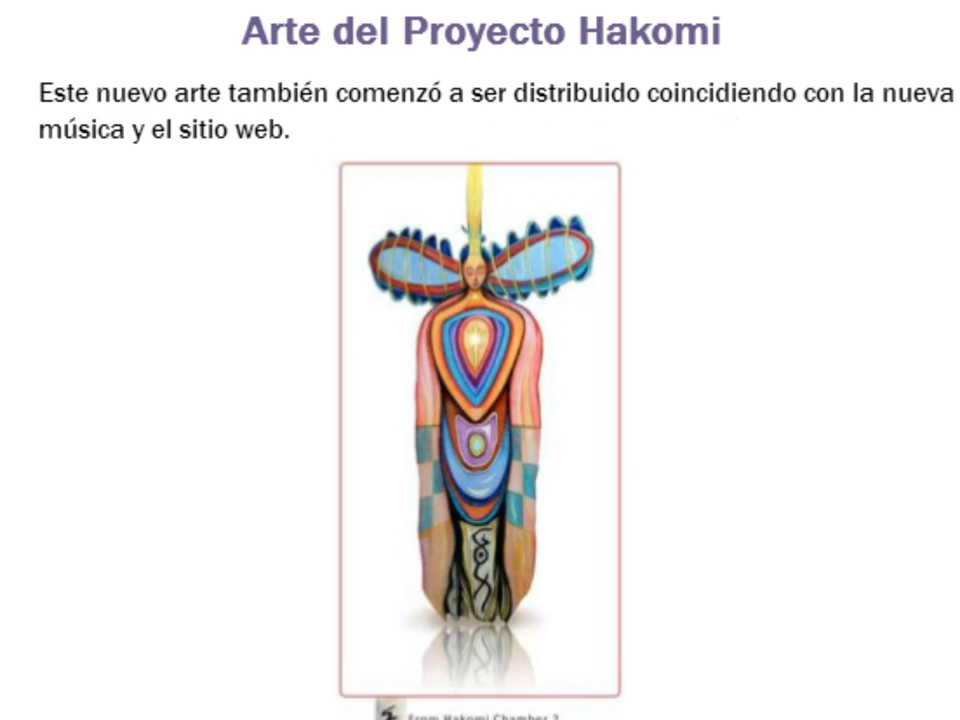 Arte del Proyecto Hakomi
Este nuevo arte también comenzó a ser distribuido coincidiendo con la nueva
música y el sitio web.
From Hakomi Chamber 2